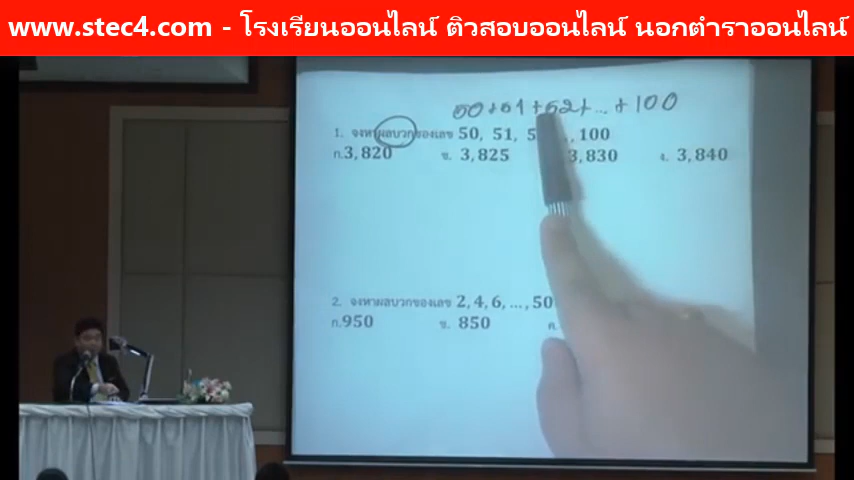 www.stec4.com - โรงเรียนออนไลน์ ติวสอบออนไลน์ นอกตำราออนไลน์
50+51+52+...+100
1. จงหาผลบวกของเลข 50, 51, 5 ..., 100
ก.3,820 ข. 3,825 3,830 ง. 3,840
2. จงหาผลบวกของเลข 2,4,6,...,50
ก.950 ข. 850 ค.